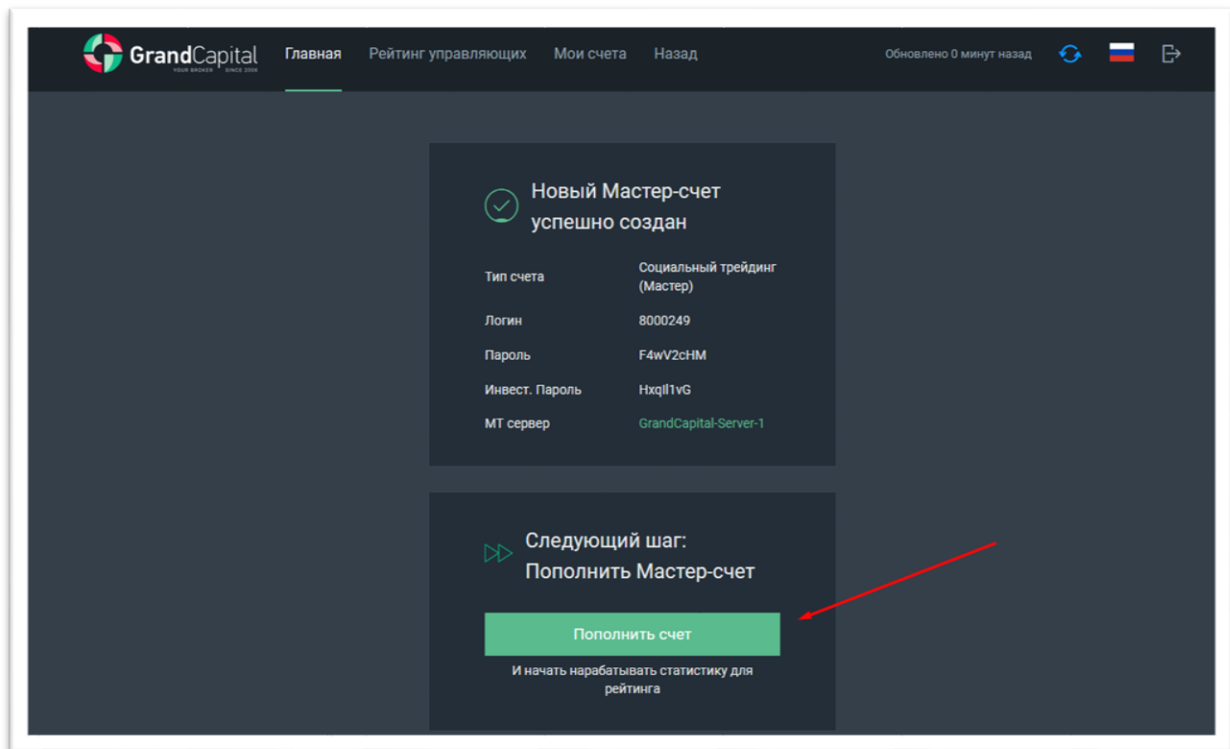 GrandCapital
YOUR BROKER SINCE 2006
Главная Рейтинг управляющих Мои счета Назад Обновлено 0 минут назад
Новый Мастер-счет
успешно создан
Тип счета Социальный трейдинг
(Мастер)
Логин 8000249
Пароль F4wV2cHM
Инвест. Пароль HxqIl1vG
МТ сервер GrandCapital-Server-1
Следующий шаг:
Пополнить Мастер-счет
Пополнить счет
И начать нарабатывать статистику для
рейтинга